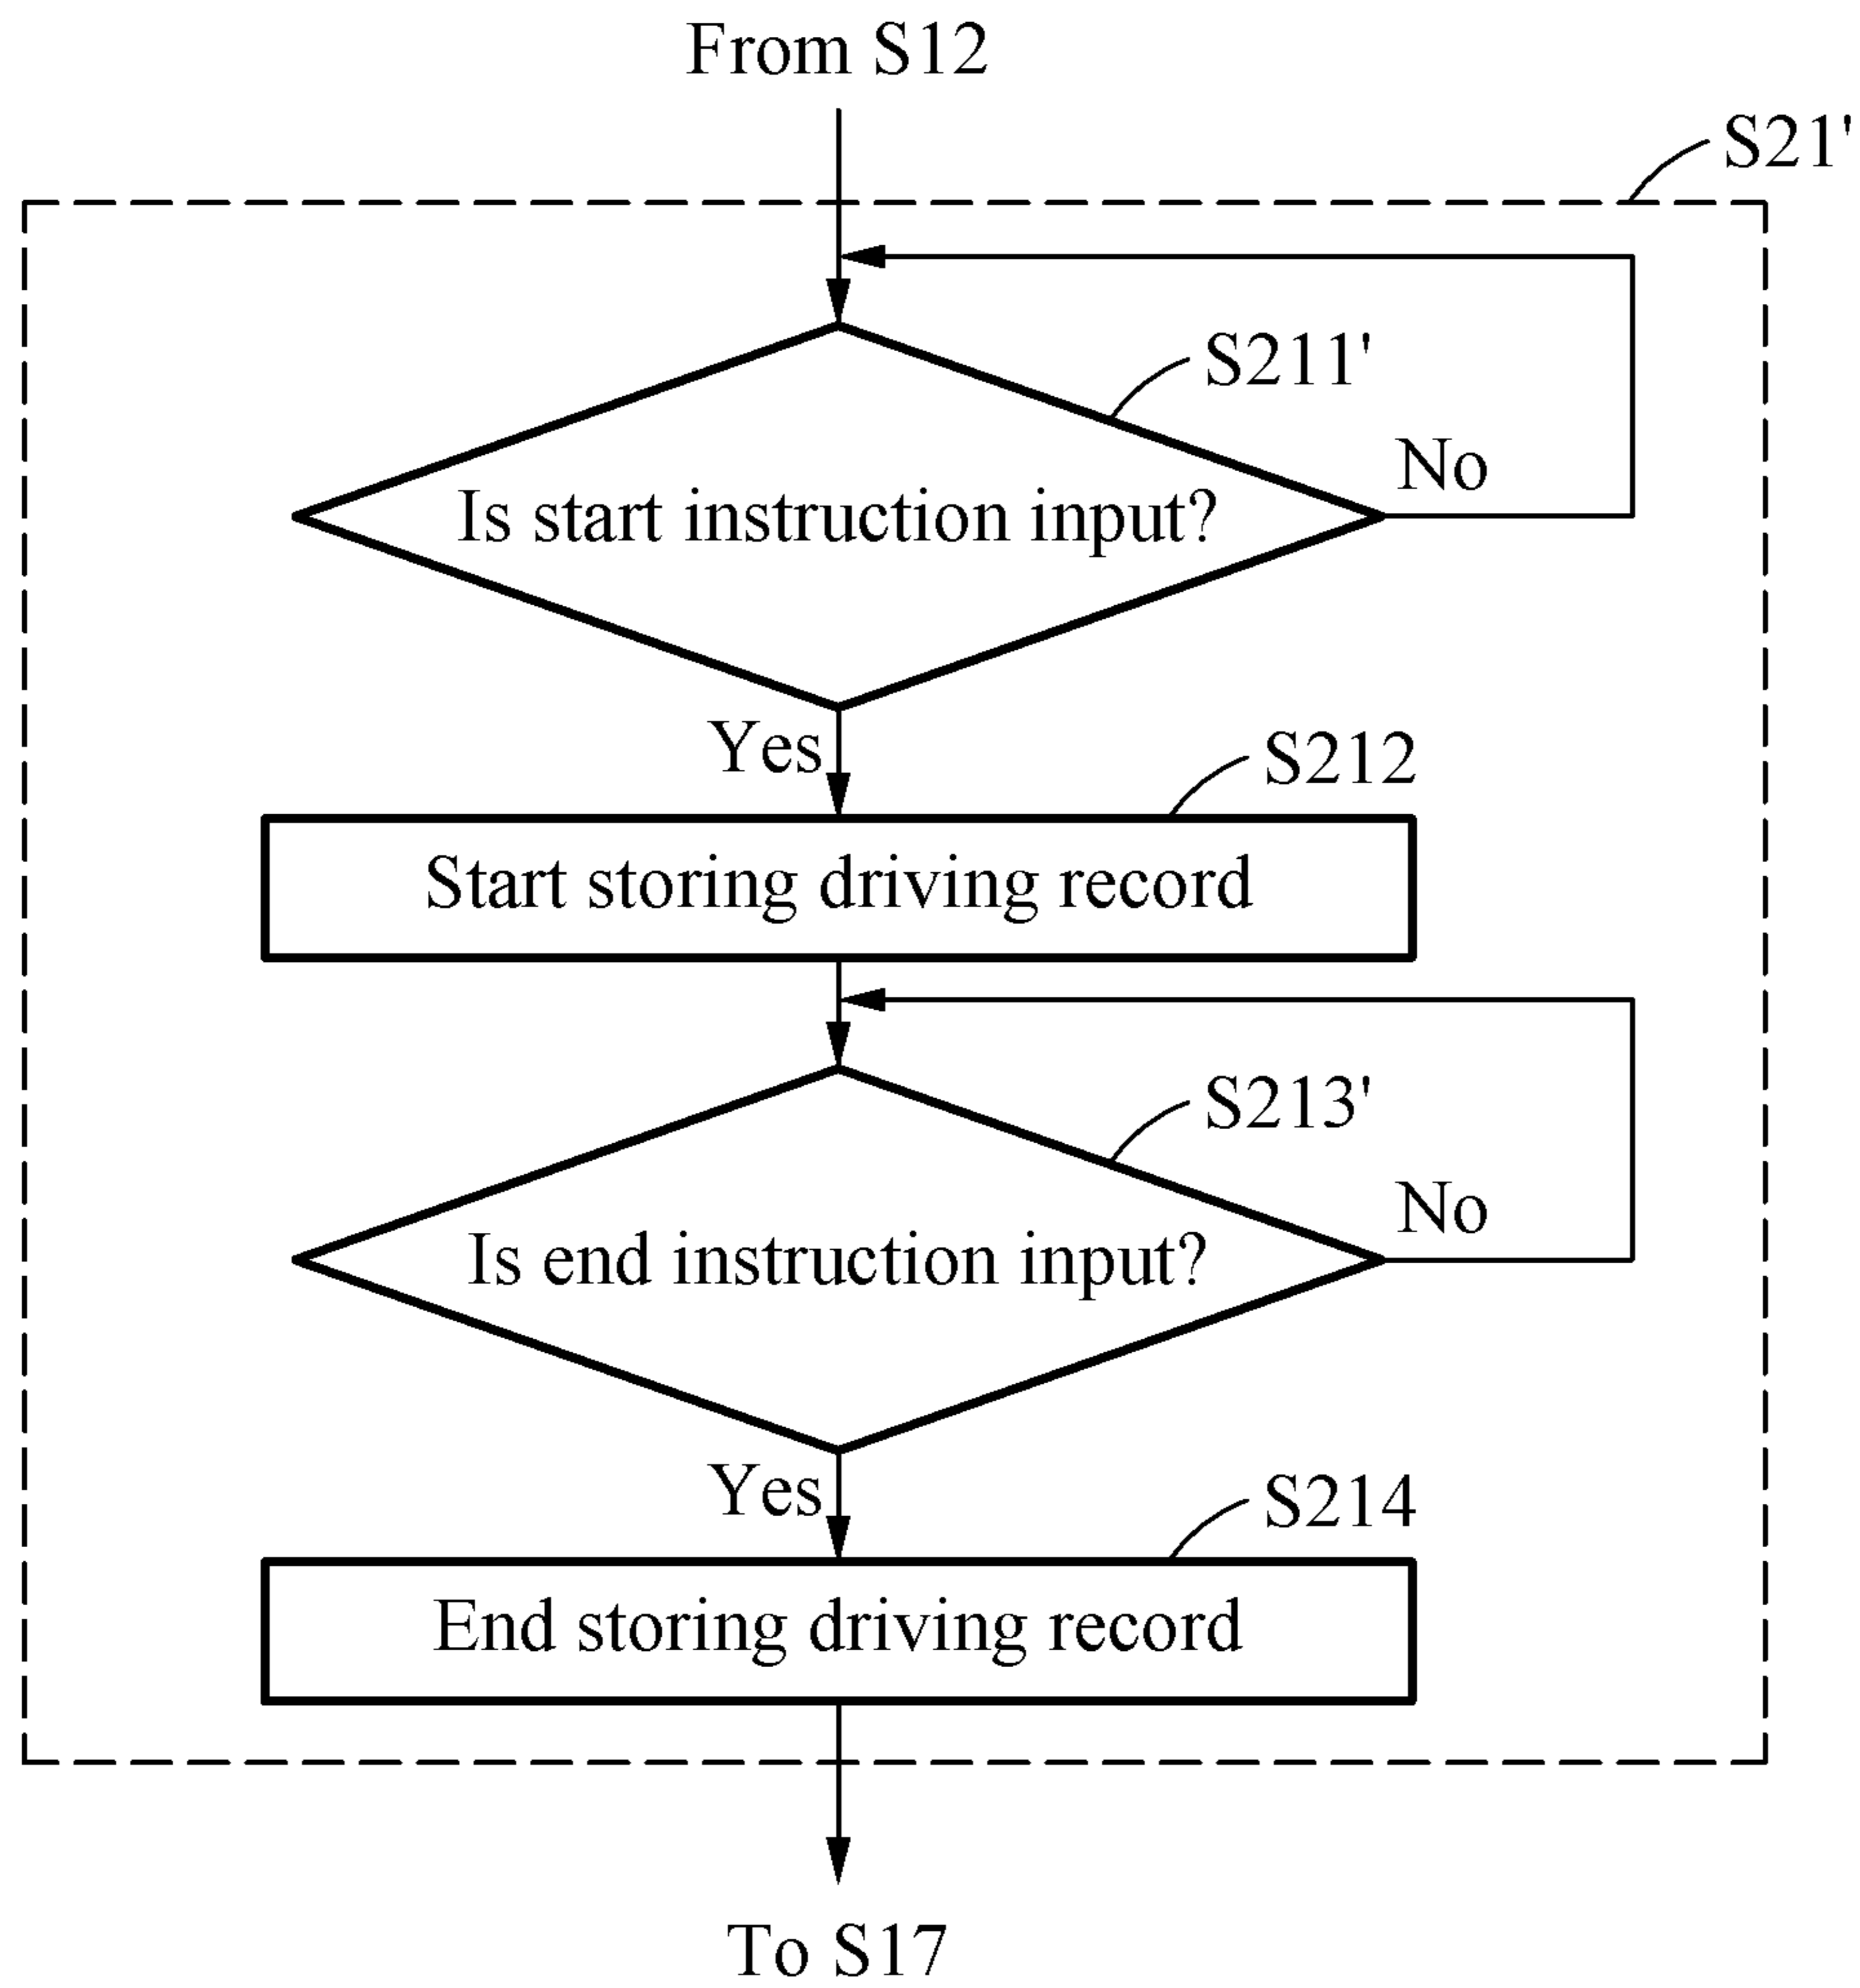 From S12
S21'
S211'
No
Is start instruction input?
Yes
S212
Start storing driving record
S213'
No
Is end instruction input?
Yes
S214
End storing driving record
To S17